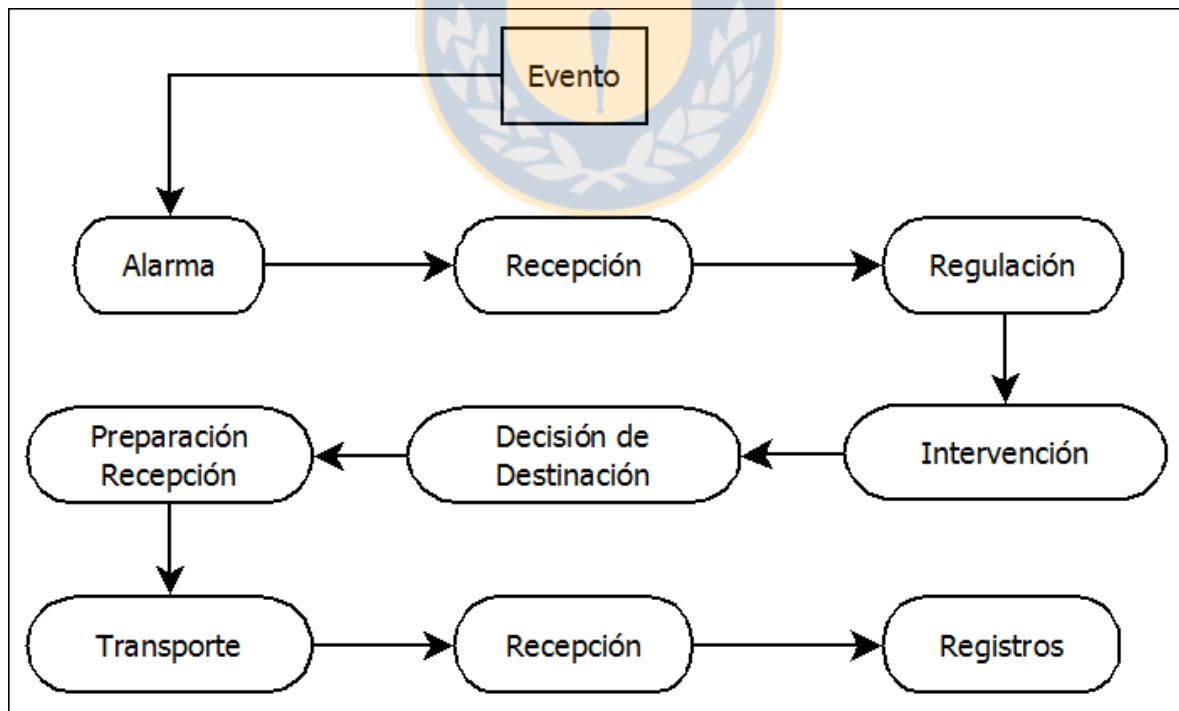 Evento
Alarma
Recepción
Regulación
Intervención
Decisión de
Destinación
Preparación
Recepción
Transporte
Recepción
Registros